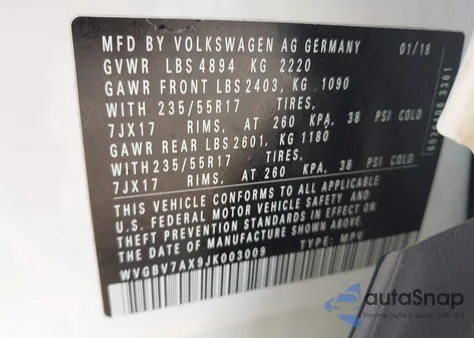 MFD BY VOLKSWAGEN AG GERMANY 01/18
GVWR LBS 4894 KG 2220
GAWR FRONT LBS 2403, KG 1090
WITH 235/55R17 TIRES,
7JX17 RIMS, AT 260 KPA, 38 PSI COLD
GAWR REAR LBS 2601, KG 1180
WITH 235/55R17 TIRES,
7JX17 RIMS, AT 260 KPA, 38 PSI COLD
THIS VEHICLE CONFORMS TO ALL APPLICABLE
U.S. FEDERAL MOTOR VEHICLE SAFETY AND
THEFT PREVENTION STANDARDS IN EFFECT ON
THE DATE OF MANUFACTURE SHOWN ABOVE
WVGBV7AX9JK003009 TYPE: MPV
autoSnap